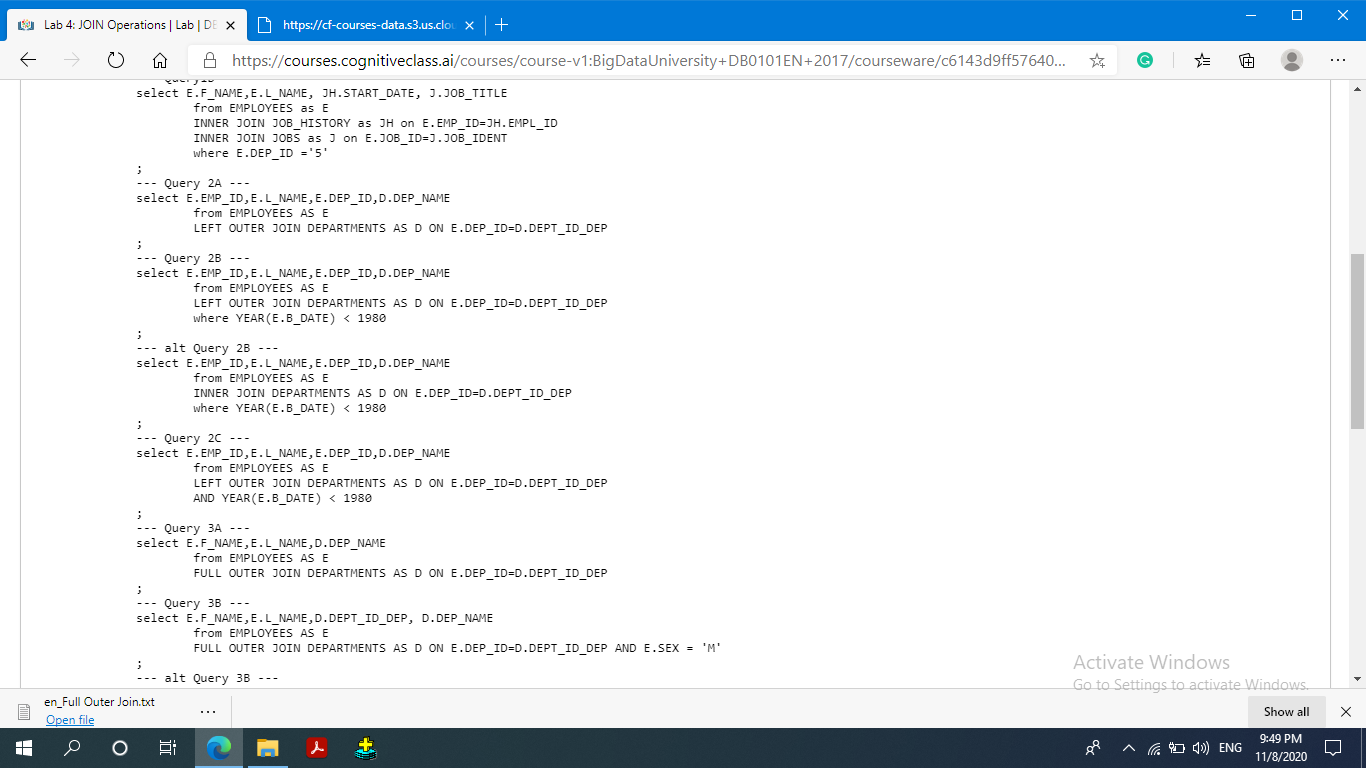 Lab 4: JOIN Operations | Lab | DE
https://cf-courses-data.s3.us.clou
https://courses.cognitiveclass.ai/courses/course-v1:BigDataUniversity+DB0101EN+2017/courseware/c6143d9ff57640...
select E.F_NAME,E.L_NAME, JH.START_DATE, J.JOB_TITLE
from EMPLOYEES as E
INNER JOIN JOB_HISTORY as JH on E.EMP_ID=JH.EMPL_ID
INNER JOIN JOBS as J on E.JOB_ID=J.JOB_IDENT
where E.DEP_ID ='5'
;
--- Query 2A ---
select E.EMP_ID,E.L_NAME,E.DEP_ID,D.DEP_NAME
from EMPLOYEES AS E
LEFT OUTER JOIN DEPARTMENTS AS D ON E.DEP_ID=D.DEPT_ID_DEP
;
--- Query 2B ---
select E.EMP_ID,E.L_NAME,E.DEP_ID,D.DEP_NAME
from EMPLOYEES AS E
LEFT OUTER JOIN DEPARTMENTS AS D ON E.DEP_ID=D.DEPT_ID_DEP
where YEAR(E.B_DATE) < 1980
;
--- alt Query 2B ---
select E.EMP_ID,E.L_NAME,E.DEP_ID,D.DEP_NAME
from EMPLOYEES AS E
INNER JOIN DEPARTMENTS AS D ON E.DEP_ID=D.DEPT_ID_DEP
where YEAR(E.B_DATE) < 1980
;
--- Query 2C ---
select E.EMP_ID,E.L_NAME,E.DEP_ID,D.DEP_NAME
from EMPLOYEES AS E
LEFT OUTER JOIN DEPARTMENTS AS D ON E.DEP_ID=D.DEPT_ID_DEP
AND YEAR(E.B_DATE) < 1980
;
--- Query 3A ---
select E.F_NAME,E.L_NAME,D.DEP_NAME
from EMPLOYEES AS E
FULL OUTER JOIN DEPARTMENTS AS D ON E.DEP_ID=D.DEPT_ID_DEP
;
--- Query 3B ---
select E.F_NAME,E.L_NAME,D.DEPT_ID_DEP, D.DEP_NAME
from EMPLOYEES AS E
FULL OUTER JOIN DEPARTMENTS AS D ON E.DEP_ID=D.DEPT_ID_DEP AND E.SEX = 'M'
;
--- alt Query 3B ---
Activate Windows
Go to Settings to activate Windows.
en_Full Outer Join.txt
Open file
Show all
ENG
9:49 PM
11/8/2020